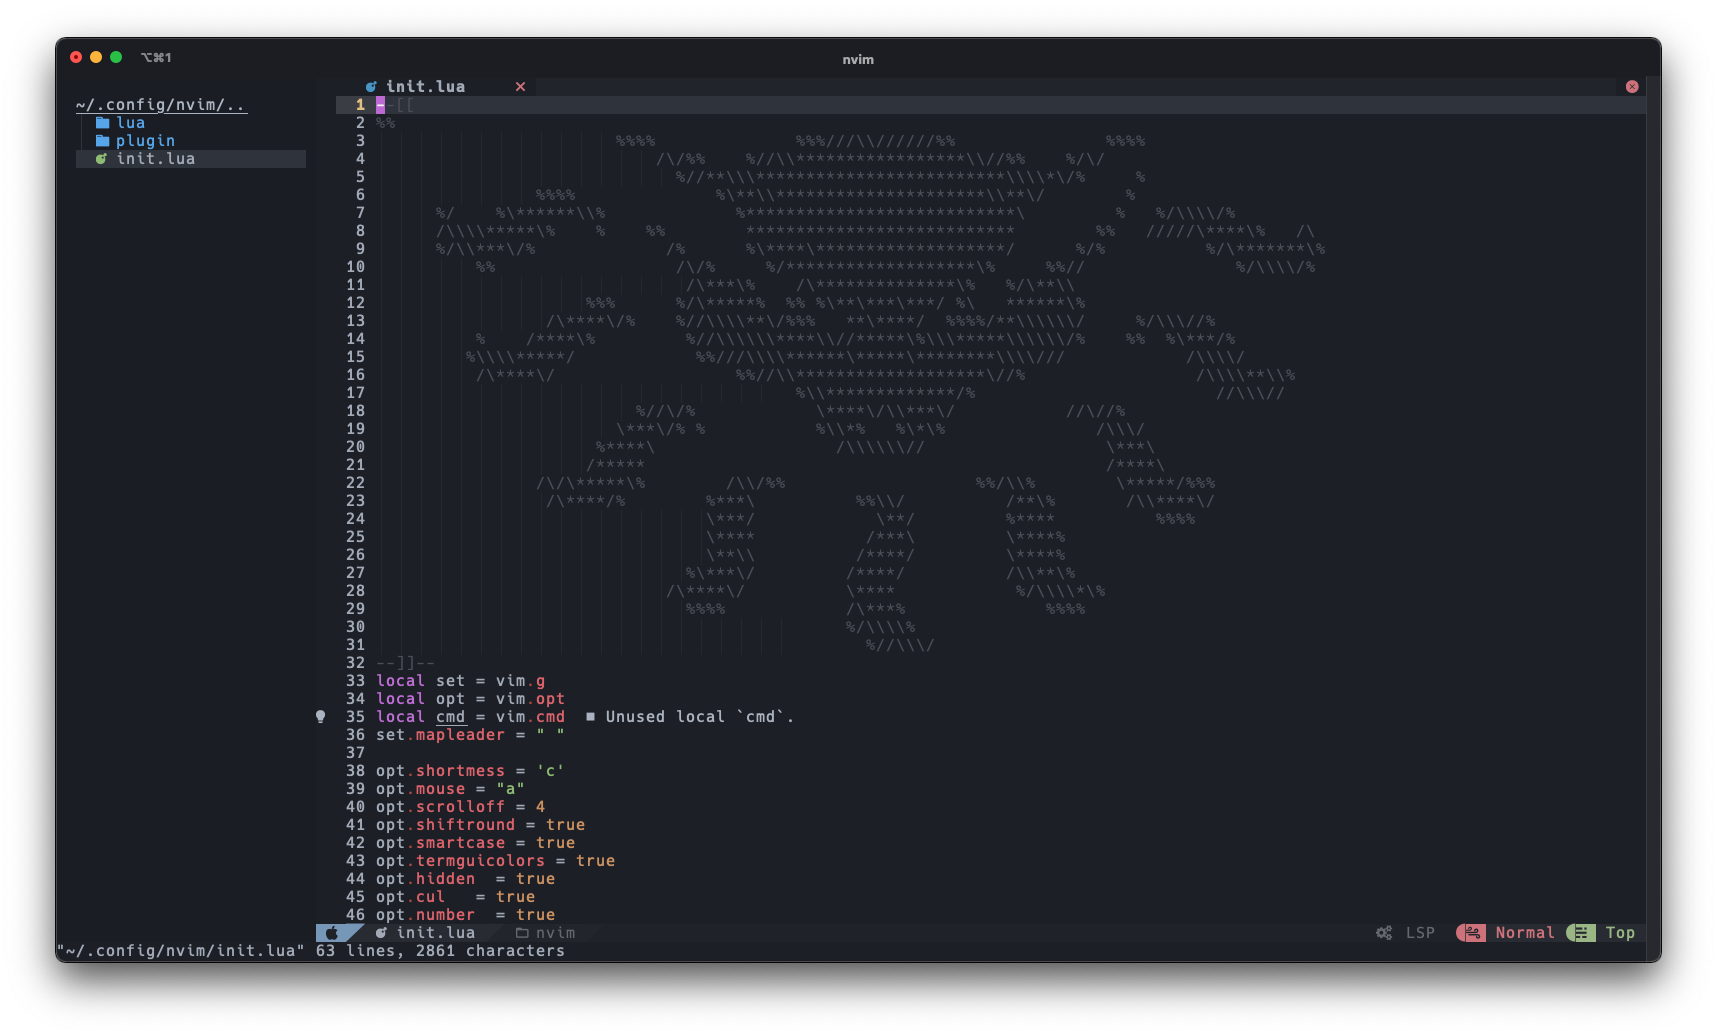 ⌥⌘1
nvim
~/.config/nvim/..
lua
plugin
init.lua
init.lua
1 --[[
2 %%
3 %%%% %%%///\\//////%% %%%%
4 /\/%% %//\\*****************\\//%% %/\/
5 %//**\\\*************************\\\\*\/% %
6 %%%% %\**\\*********************\\**\/ %
7 %/ %\******\\% %***************************\ % %/\\\\/%
8 /\\\\*****\% % %% *************************** %% /////\****\% /\
9 %/\\***\/% /% %\****\*******************/ %/% %/\*******\%
10 %% /\/% %/*******************\% %%// %/\\\\/%
11 /\***\% /\**************\% %/\**\\
12 %%% %/\*****% %% %\**\***\***/ %\ ******\%
13 /\****\/% %//\\\\**\/%%% **\****/ %%%%/**\\\\\\/ %/\\\//%
14 % /****\% %//\\\\\\****\\//*****\%\\\*****\\\\\\/% %% %\***/%
15 %\\\\*****/ %%///\\\\******\*****\********\\\\/// /\\\\/
16 /\****\/ %%//\\*******************\//% /\\\\**\\%
17 %\\*************/% //\\\//
18 %//\/% \****\/\\***\/ //\//%
19 \***\/% % %\\*% %\*\% /\\\/
20 %****\ /\\\\\\// \***\
21 /***** /****\
22 /\/\*****\% /\\/%% %%/\\% \*****/%%%
23 /\****/% %***\ %%\\/ /**\% /\\****\/
24 \***/ \**/ %**** %%%%
25 \**** /***\ \****%
26 \**\\ /****/ \****%
27 %\***\/ /****/ /\\**\%
28 /\****\/ \**** %/\\\\*\%
29 %%%% /\***% %%%%
30 %/\\\\%
31 %//\\\/
32 --]]--
33 local set = vim.g
34 local opt = vim.opt
35 local cmd = vim.cmd ■ Unused local `cmd`.
36 set.mapleader = " "
37
38 opt.shortmess = 'c'
39 opt.mouse = "a"
40 opt.scrolloff = 4
41 opt.shiftround = true
42 opt.smartcase = true
43 opt.termguicolors = true
44 opt.hidden = true
45 opt.cul = true
46 opt.number = true
init.lua nvim LSP Normal Top
"~/.config/nvim/init.lua" 63 lines, 2861 characters